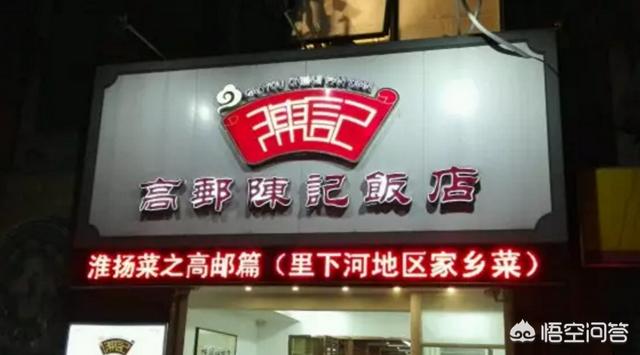 陳記
高郵陳記飯店
淮扬菜之高邮篇（里下河地区家乡菜）
悟空问答